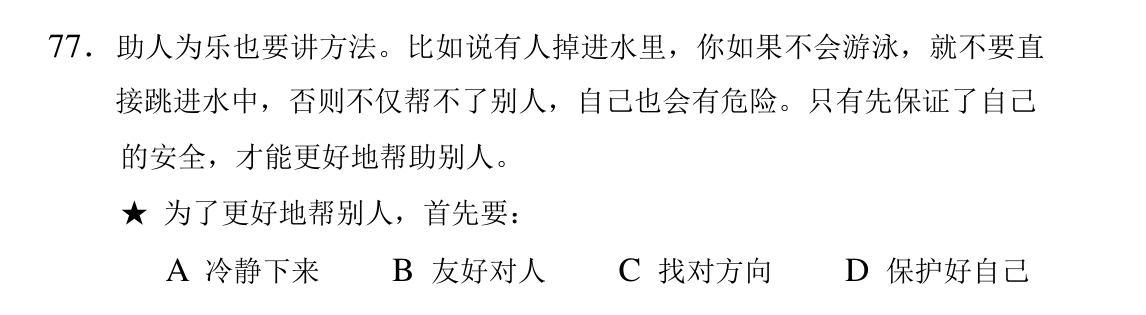 77．助人为乐也要讲方法。比如说有人掉进水里，你如果不会游泳，就不要直
接跳进水中，否则不仅帮不了别人，自己也会有危险。只有先保证了自己
的安全，才能更好地帮助别人。
★ 为了更好地帮别人，首先要：
A 冷静下来 B 友好对人 C 找对方向 D 保护好自己